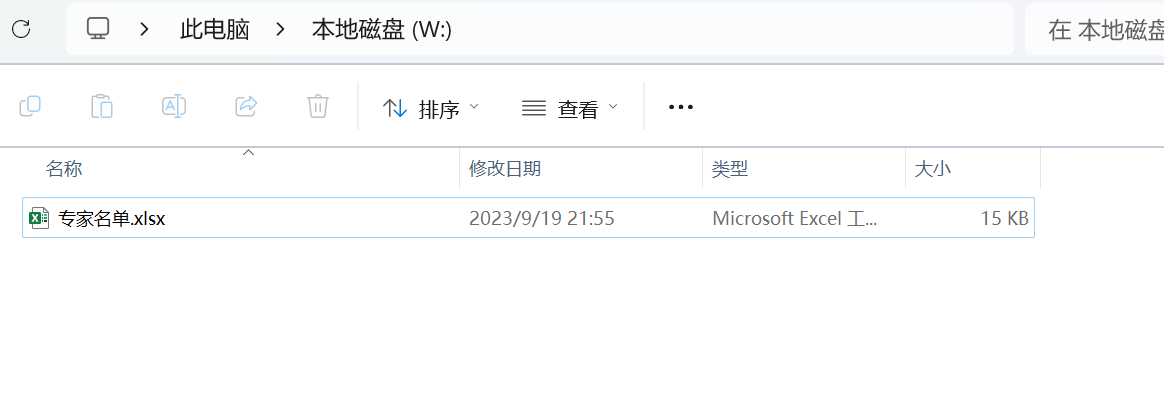 此电脑 本地磁盘 (W:) 在 本地磁盘
排序 查看
名称 修改日期 类型 大小
专家名单.xlsx 2023/9/19 21:55 Microsoft Excel 工... 15 KB